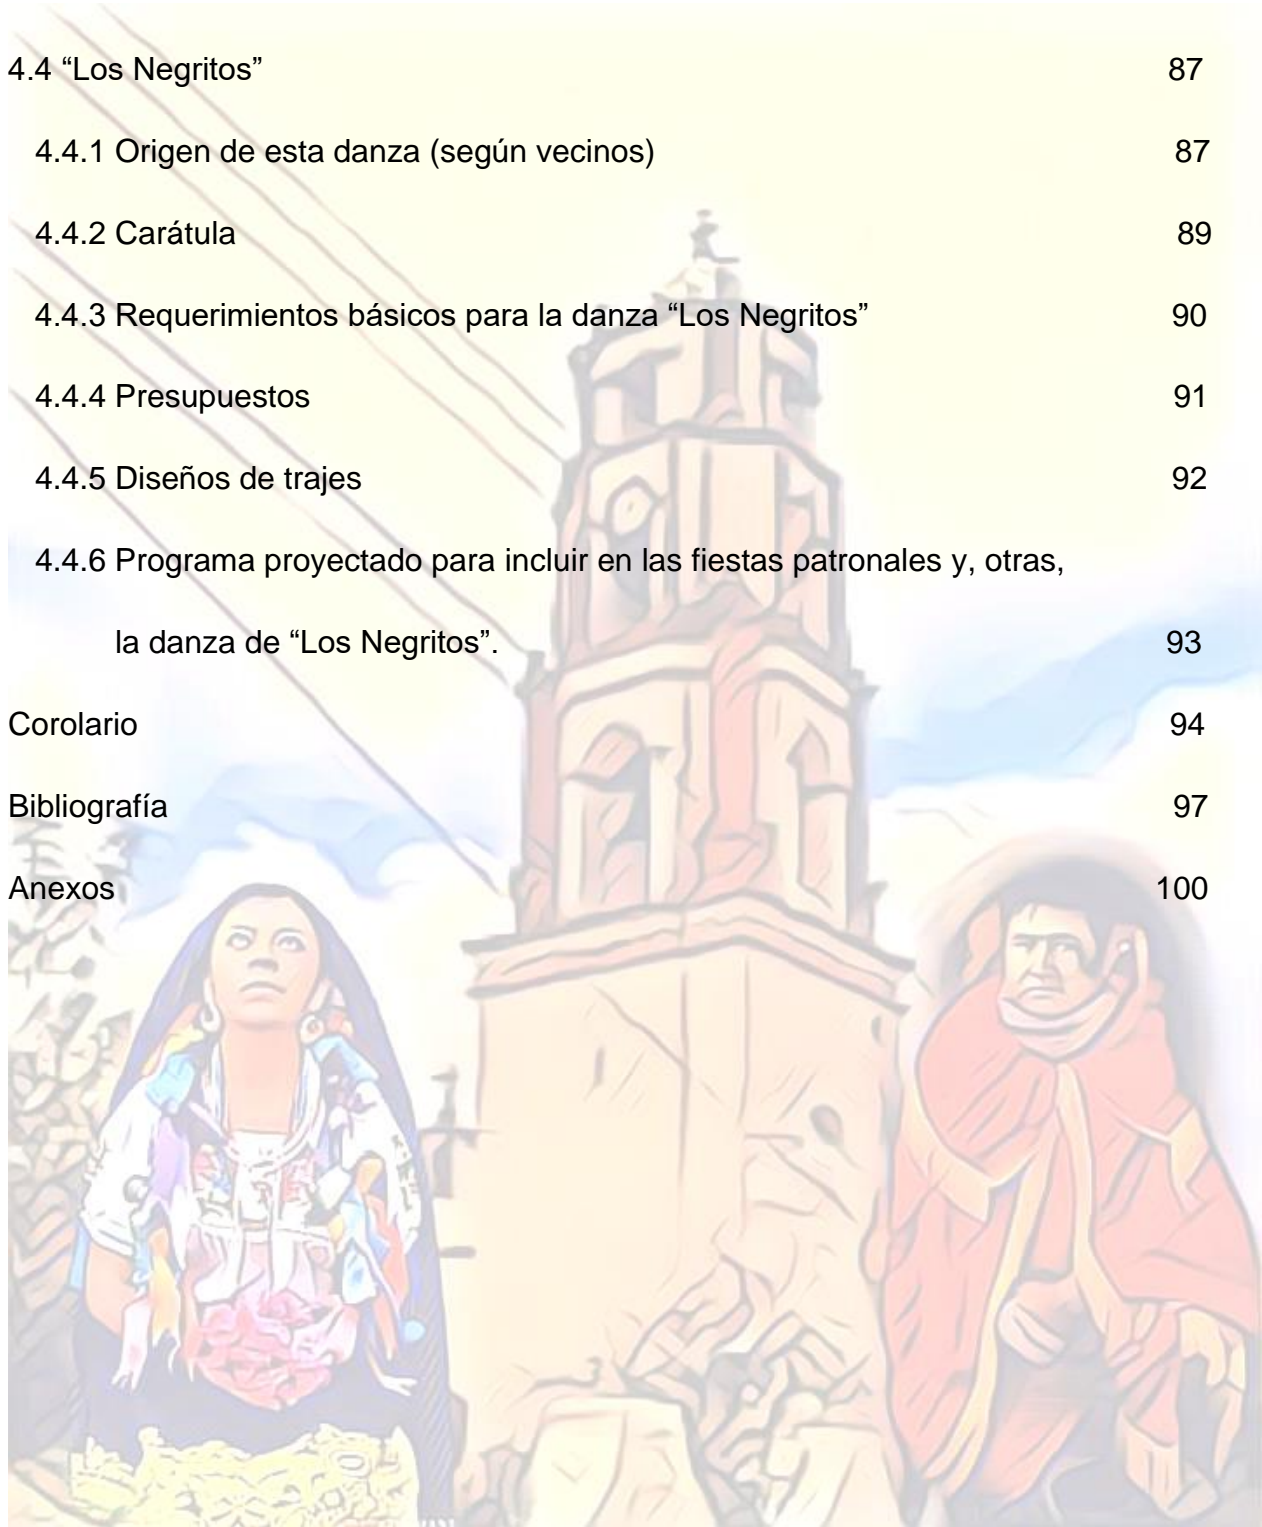 4.4 “Los Negritos” 87
4.4.1 Origen de esta danza (según vecinos) 87
4.4.2 Carátula 89
4.4.3 Requerimientos básicos para la danza “Los Negritos” 90
4.4.4 Presupuestos 91
4.4.5 Diseños de trajes 92
4.4.6 Programa proyectado para incluir en las fiestas patronales y, otras,
la danza de “Los Negritos”. 93
Corolario 94
Bibliografía 97
Anexos 100